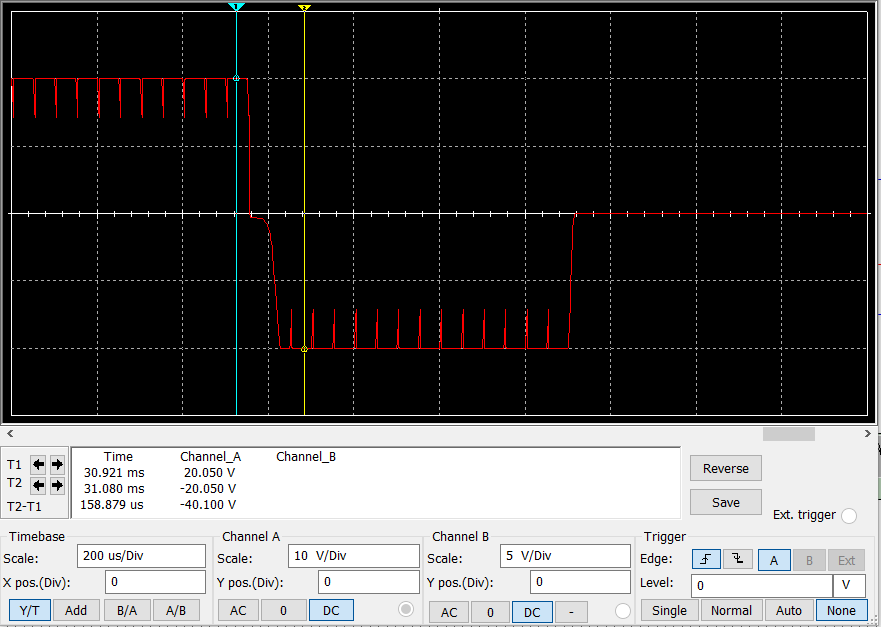 1
2
Time Channel_A Channel_B
T1 30.921 ms 20.050 V
T2 31.080 ms -20.050 V
T2-T1 158.879 us -40.100 V
Reverse
Save
Ext. trigger
Timebase
Scale: 200 us/Div
X pos.(Div): 0
Y/T Add B/A A/B
Channel A
Scale: 10 V/Div
Y pos.(Div): 0
AC 0 DC
Channel B
Scale: 5 V/Div
Y pos.(Div): 0
AC 0 DC -
Trigger
Edge: A B Ext
Level: 0 V
Single Normal Auto None